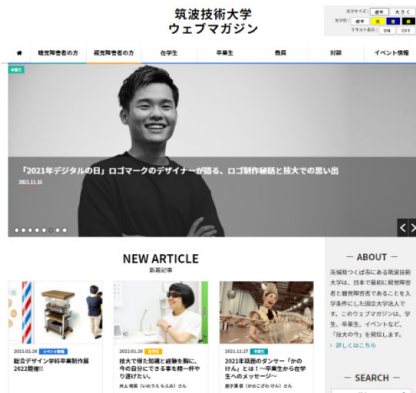 筑波技術大学
ウェブマガジン
文字サイズ： 標準 大きく
文字色： 標準 黄 青 黒
テキスト表示： ON OFF
聴覚障害者の方
視覚障害者の方
在学生
卒業生
教員
対談
イベント情報
卒業生
「2021年デジタルの日」ロゴマークのデザイナーが語る、ロゴ制作秘話と技大での思い出
2021.11.16
NEW ARTICLE
新着記事
2022.02.16 イベント情報
総合デザイン学科卒業制作展
2022開催!!
2022.01.20
技大で得た知識と経験を胸に、
今の自分にできる事を精一杯や
り遂げたい。
2021.12.27 卒業生
2021年話題のダンサー「かの
けん」とは！～卒業生から在学
生へのメッセージ～
ABOUT
茨城県つくば市にある筑波技術
大学は、日本で最初に視覚障害
者と聴覚障害者であることを入
学条件にした国立大学法人で
す。このウェブマガジンは、学
生、卒業生、イベントなど、
「技大の今」を発信します。
詳しくはこちら
SEARCH